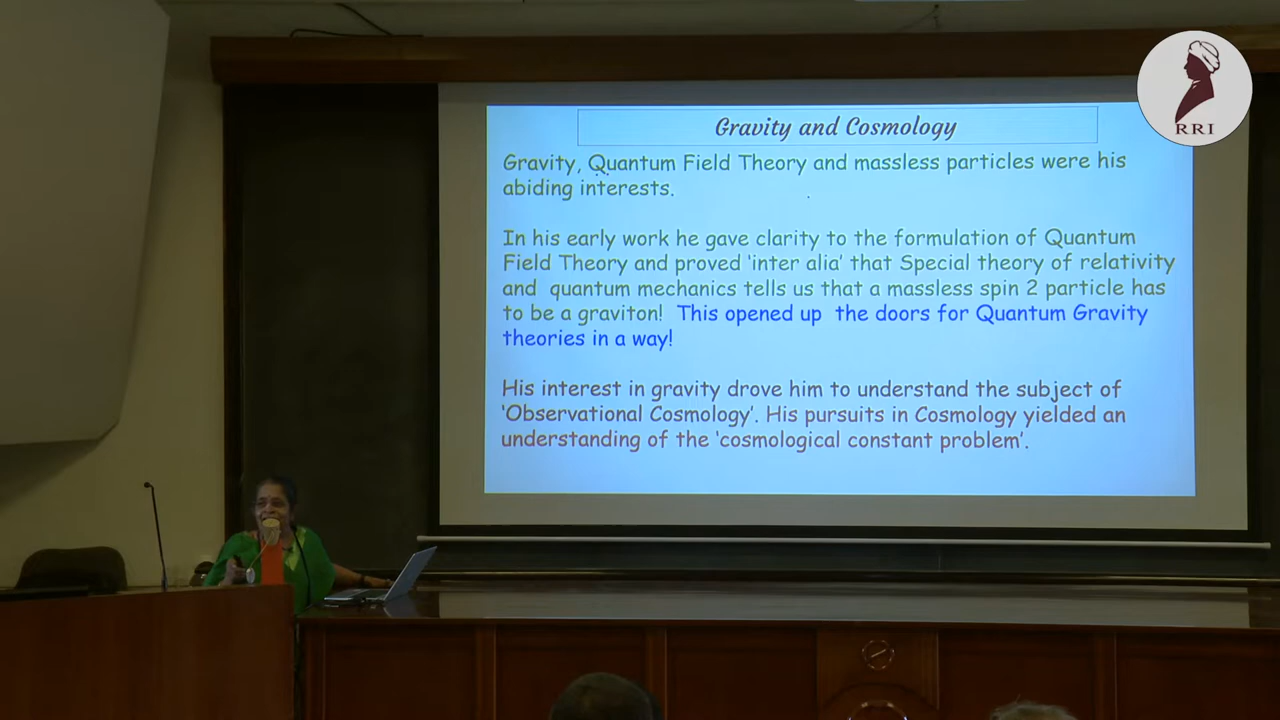 Gravity and Cosmology
Gravity, Quantum Field Theory and massless particles were his
abiding interests.
In his early work he gave clarity to the formulation of Quantum
Field Theory and proved 'inter alia' that Special theory of relativity
and quantum mechanics tells us that a massless spin 2 particle has
to be a graviton! This opened up the doors for Quantum Gravity
theories in a way!
His interest in gravity drove him to understand the subject of
'Observational Cosmology'. His pursuits in Cosmology yielded an
understanding of the 'cosmological constant problem'.
RRI